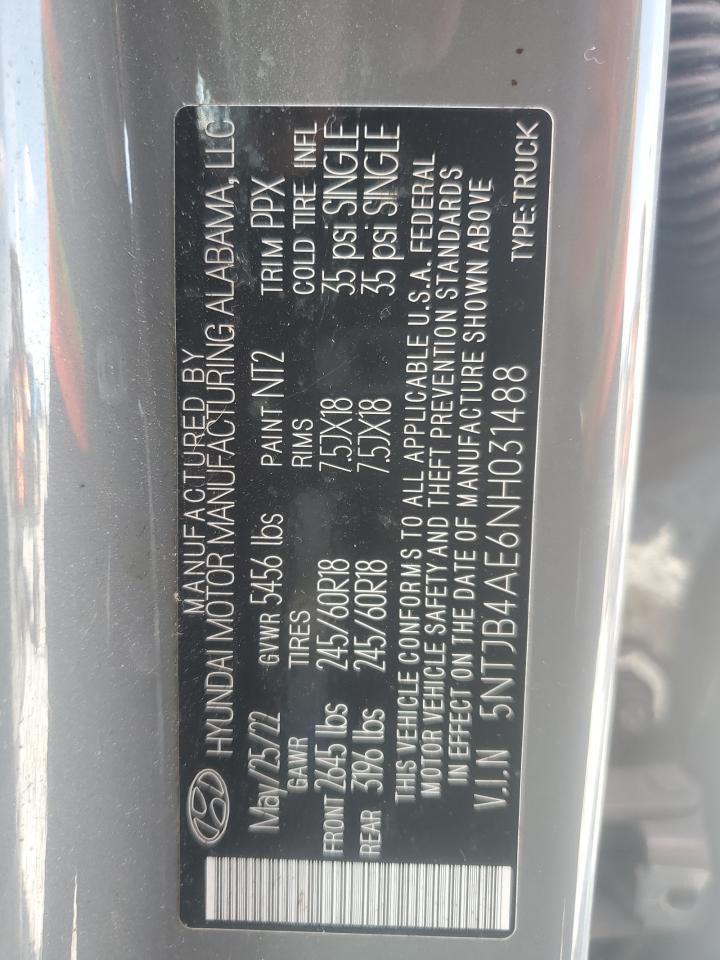 MANUFACTURED BY
HYUNDAI MOTOR MANUFACTURING ALABAMA, LLC
May/25/22 GVWR 5456 lbs PAINT NT2 TRIM PPX
GAWR TIRES RIMS COLD TIRE INFL
FRONT 2645 lbs 245/60R18 7.5JX18 35 psi SINGLE
REAR 3196 lbs 245/60R18 7.5JX18 35 psi SINGLE
THIS VEHICLE CONFORMS TO ALL APPLICABLE U.S.A. FEDERAL
MOTOR VEHICLE SAFETY AND THEFT PREVENTION STANDARDS
IN EFFECT ON THE DATE OF MANUFACTURE SHOWN ABOVE
V.I.N 5NTJB4AE6NH031488 TYPE:TRUCK